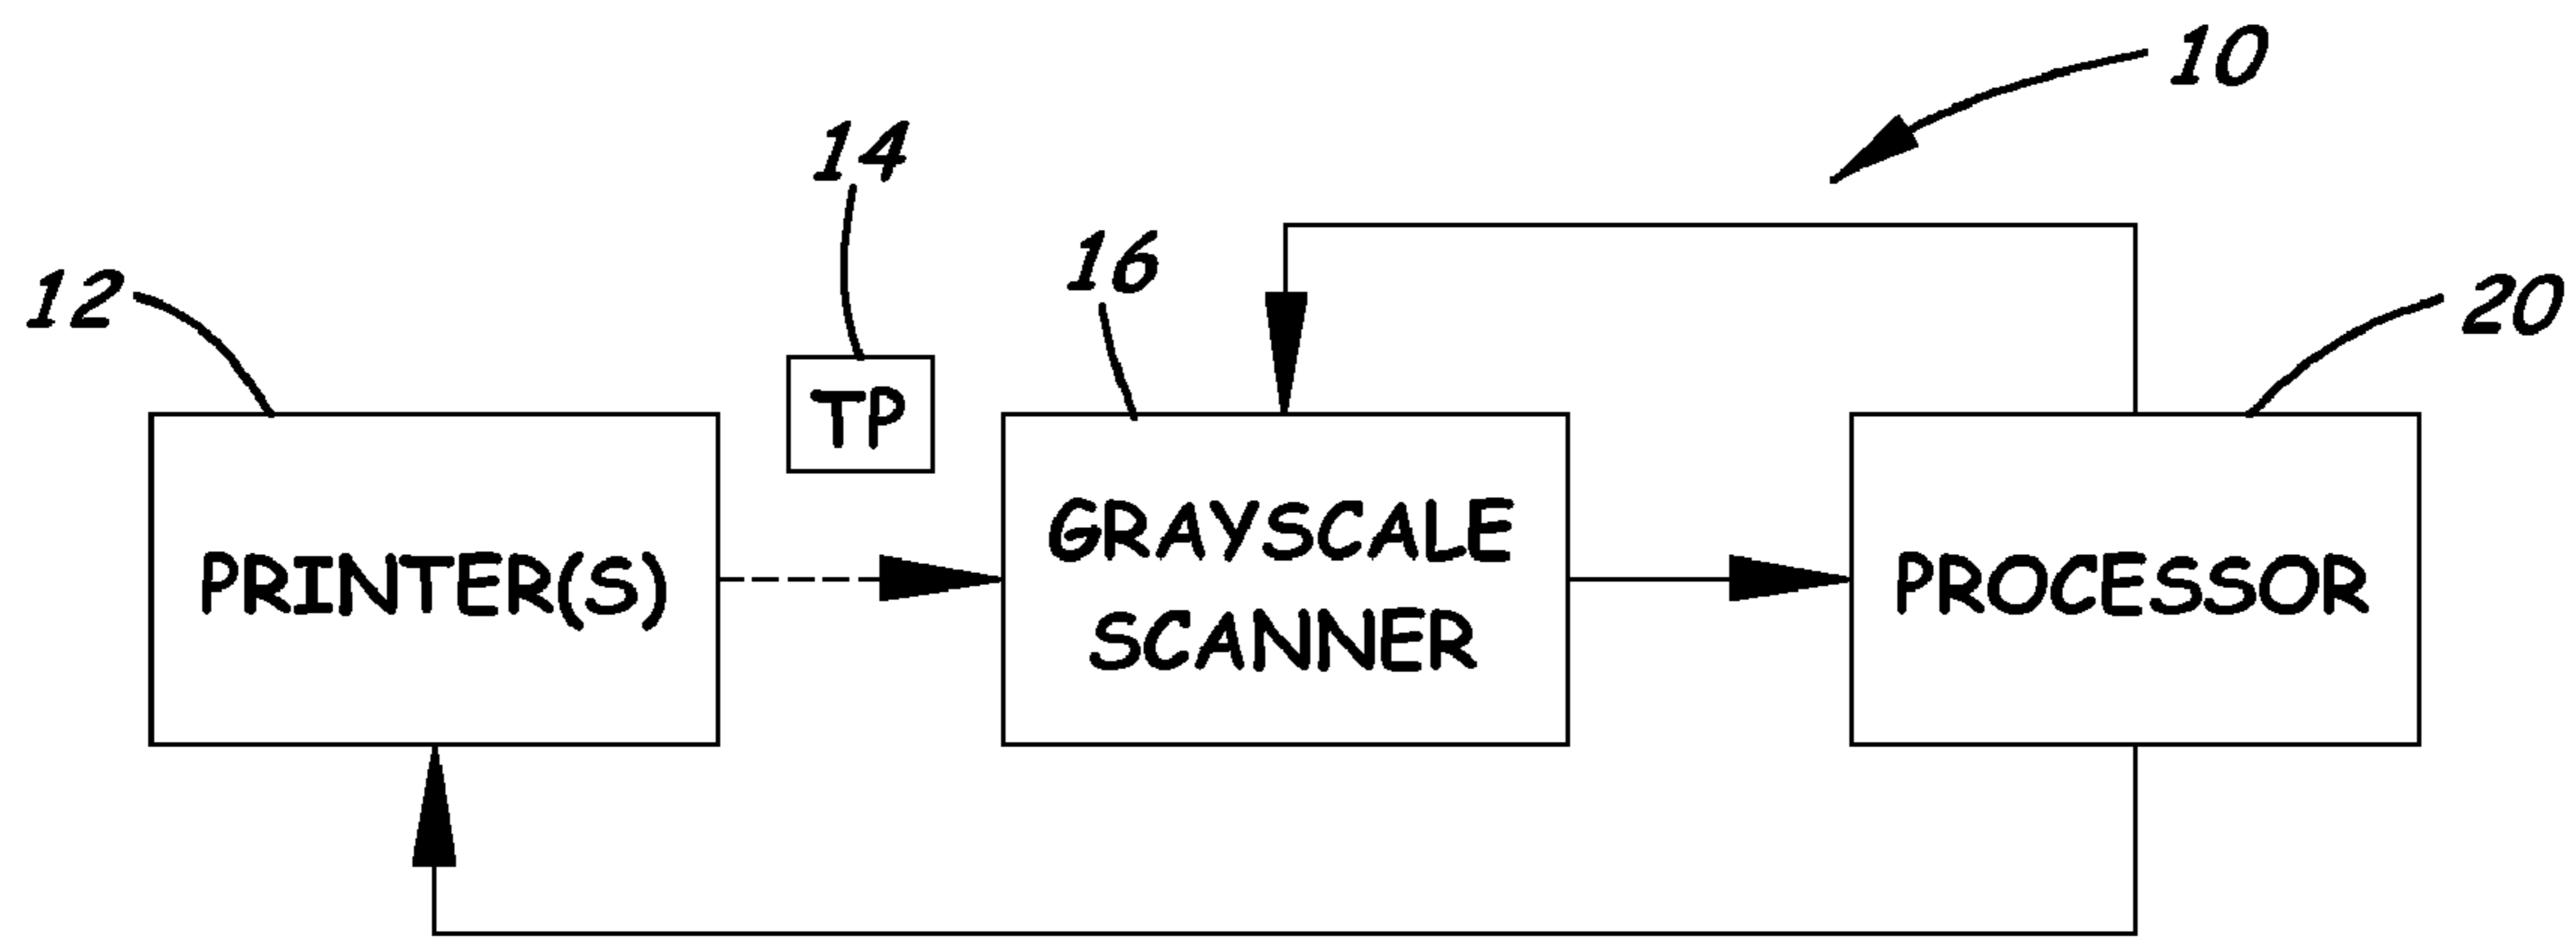 10
14
16
12
20
TP
GRAYSCALE
SCANNER
PRINTER(S)
PROCESSOR